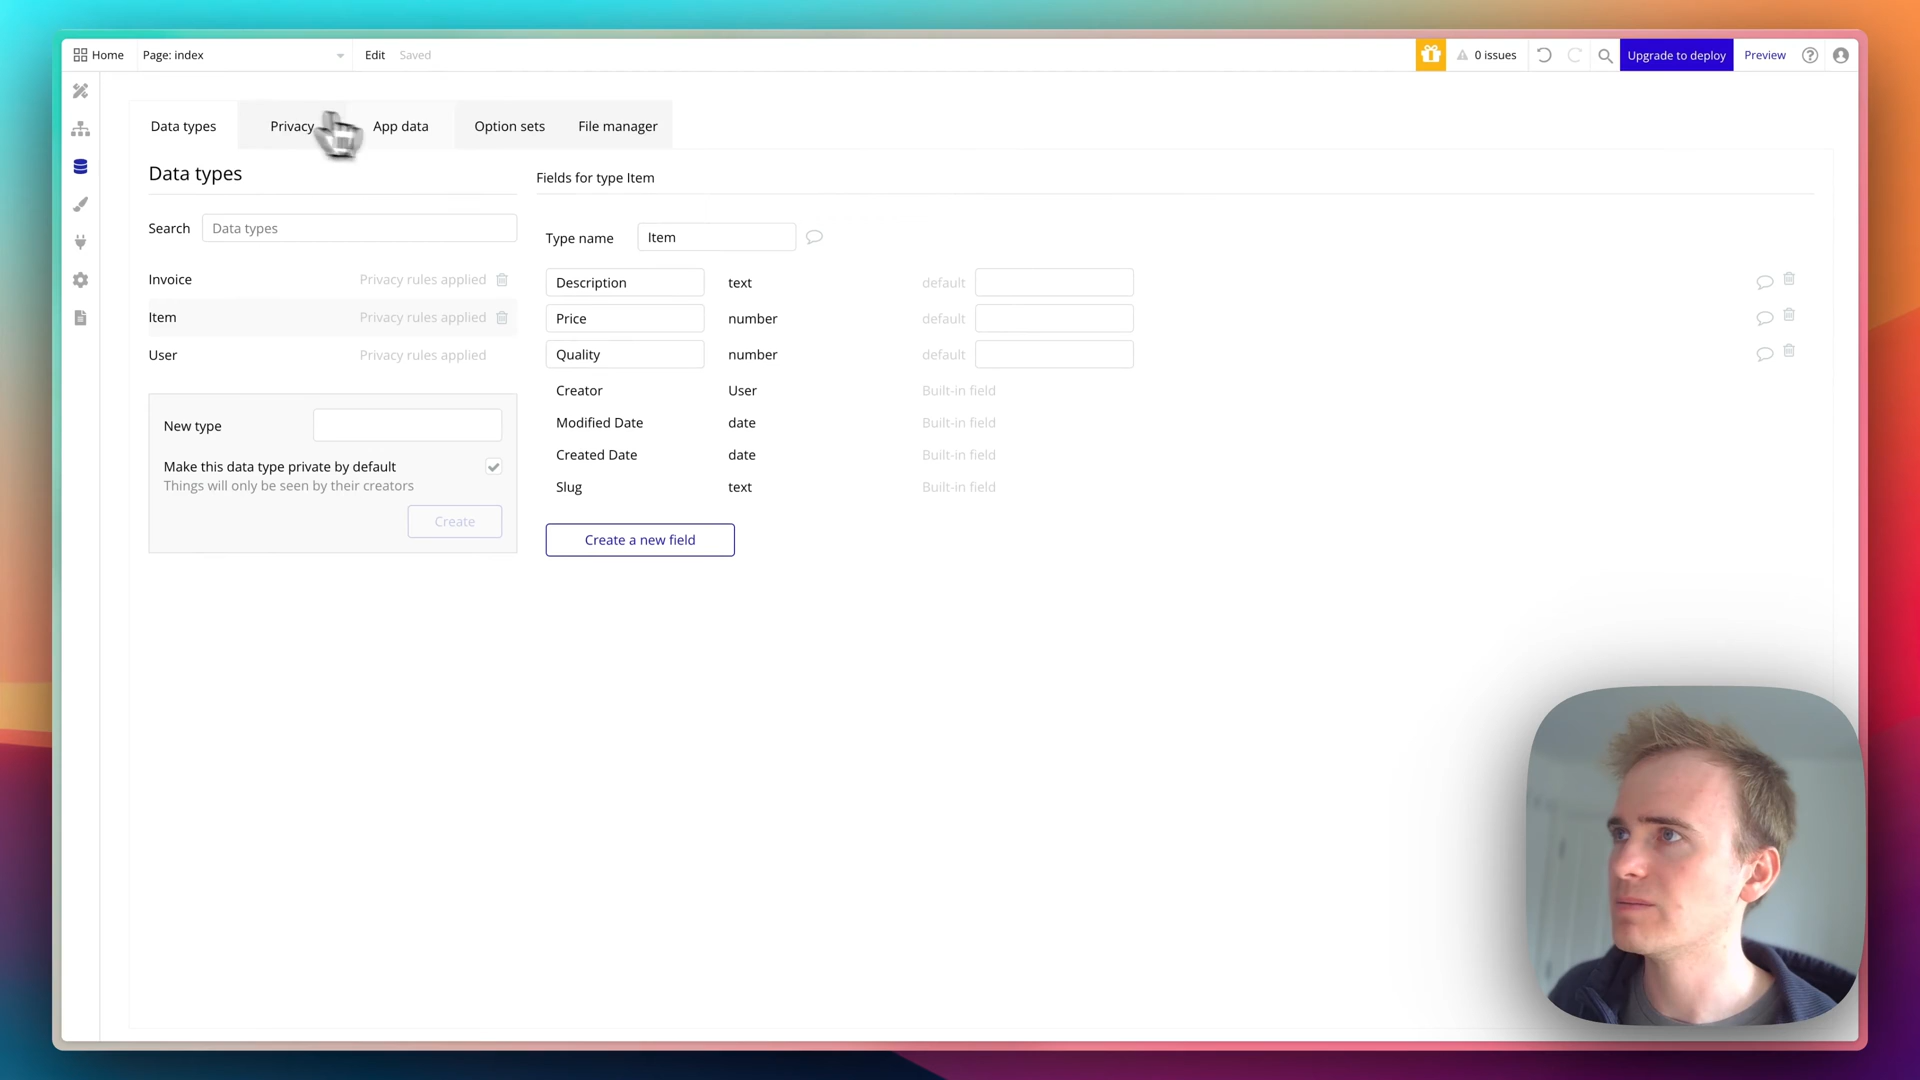 Home
Page: index
Edit
Saved
0 issues
Upgrade to deploy
Preview
Data types
Privacy
App data
Option sets
File manager
Data types
Search
Data types
Invoice
Privacy rules applied
Item
Privacy rules applied
User
Privacy rules applied
New type
Make this data type private by default
Things will only be seen by their creators
Create
Fields for type Item
Type name
Item
Description
text
default
Price
number
default
Quality
number
default
Creator
User
Built-in field
Modified Date
date
Built-in field
Created Date
date
Built-in field
Slug
text
Built-in field
Create a new field